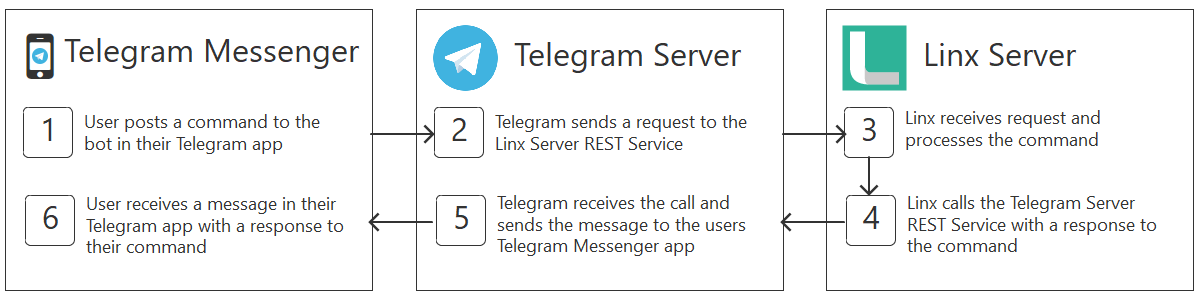 Telegram Messenger
1
User posts a command to the
bot in their Telegram app
6
User receives a message in their
Telegram app with a response to
their command
Telegram Server
2
Telegram sends a request to the
Linx Server REST Service
5
Telegram receives the call and
sends the message to the users
Telegram Messenger app
Linx Server
3
Linx receives request and
processes the command
4
Linx calls the Telegram Server
REST Service with a response to
the command